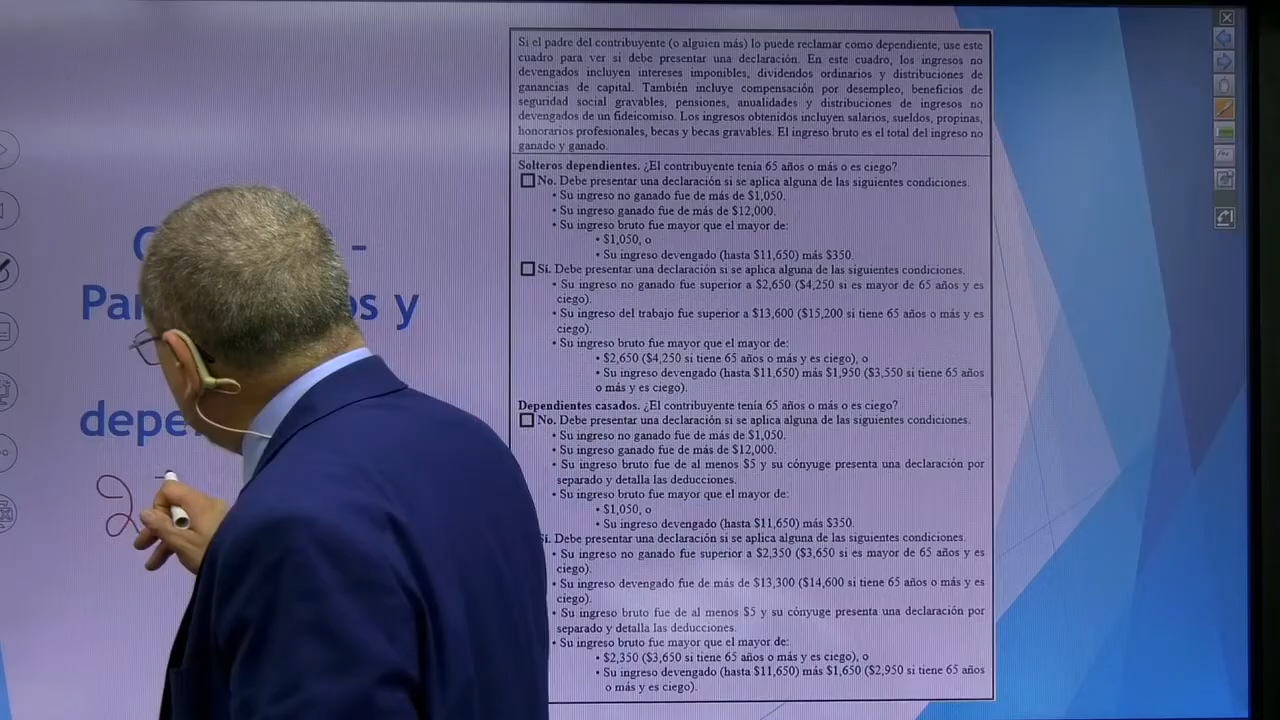 Si el padre del contribuyente (o alguien más) lo puede reclamar como dependiente, use este
cuadro para ver si debe presentar una declaración. En este cuadro, los ingresos no
devengados incluyen intereses imponibles, dividendos ordinarios y distribuciones de
ganancias de capital. También incluye compensación por desempleo, beneficios de
seguridad social gravables, pensiones, anualidades y distribuciones de ingresos no
devengados de un fideicomiso. Los ingresos obtenidos incluyen salarios, sueldos, propinas,
honorarios profesionales, becas y becas gravables. El ingreso bruto es el total del ingreso no
ganado y ganado.
Solteros dependientes. ¿El contribuyente tenía 65 años o más o es ciego?
No. Debe presentar una declaración si se aplica alguna de las siguientes condiciones.
• Su ingreso no ganado fue de más de $1,050.
• Su ingreso ganado fue de más de $12,000.
• Su ingreso bruto fue mayor que el mayor de:
• $1,050, o
• Su ingreso devengado (hasta $11,650) más $350.
Sí. Debe presentar una declaración si se aplica alguna de las siguientes condiciones.
• Su ingreso no ganado fue superior a $2,650 ($4,250 si es mayor de 65 años y es
ciego).
• Su ingreso del trabajo fue superior a $13,600 ($15,200 si tiene 65 años o más y es
ciego).
• Su ingreso bruto fue mayor que el mayor de:
• $2,650 ($4,250 si tiene 65 años o más y es ciego), o
• Su ingreso devengado (hasta $11,650) más $1,950 ($3,550 si tiene 65 años
o más y es ciego).
Dependientes casados. ¿El contribuyente tenía 65 años o más o es ciego?
No. Debe presentar una declaración si se aplica alguna de las siguientes condiciones.
• Su ingreso no ganado fue de más de $1,050.
• Su ingreso ganado fue de más de $12,000.
• Su ingreso bruto fue de al menos $5 y su cónyuge presenta una declaración por
separado y detalla las deducciones.
• Su ingreso bruto fue mayor que el mayor de:
• $1,050, o
• Su ingreso devengado (hasta $11,650) más $350.
Sí. Debe presentar una declaración si se aplica alguna de las siguientes condiciones.
• Su ingreso no ganado fue superior a $2,350 ($3,650 si es mayor de 65 años y es
ciego).
• Su ingreso devengado fue de más de $13,300 ($14,600 si tiene 65 años o más y es
ciego).
• Su ingreso bruto fue de al menos $5 y su cónyuge presenta una declaración por
separado y detalla las deducciones.
• Su ingreso bruto fue mayor que el mayor de:
• $2,350 ($3,650 si tiene 65 años o más y es ciego), o
• Su ingreso devengado (hasta $11,650) más $1,650 ($2,950 si tiene 65 años
o más y es ciego).
-
y
2